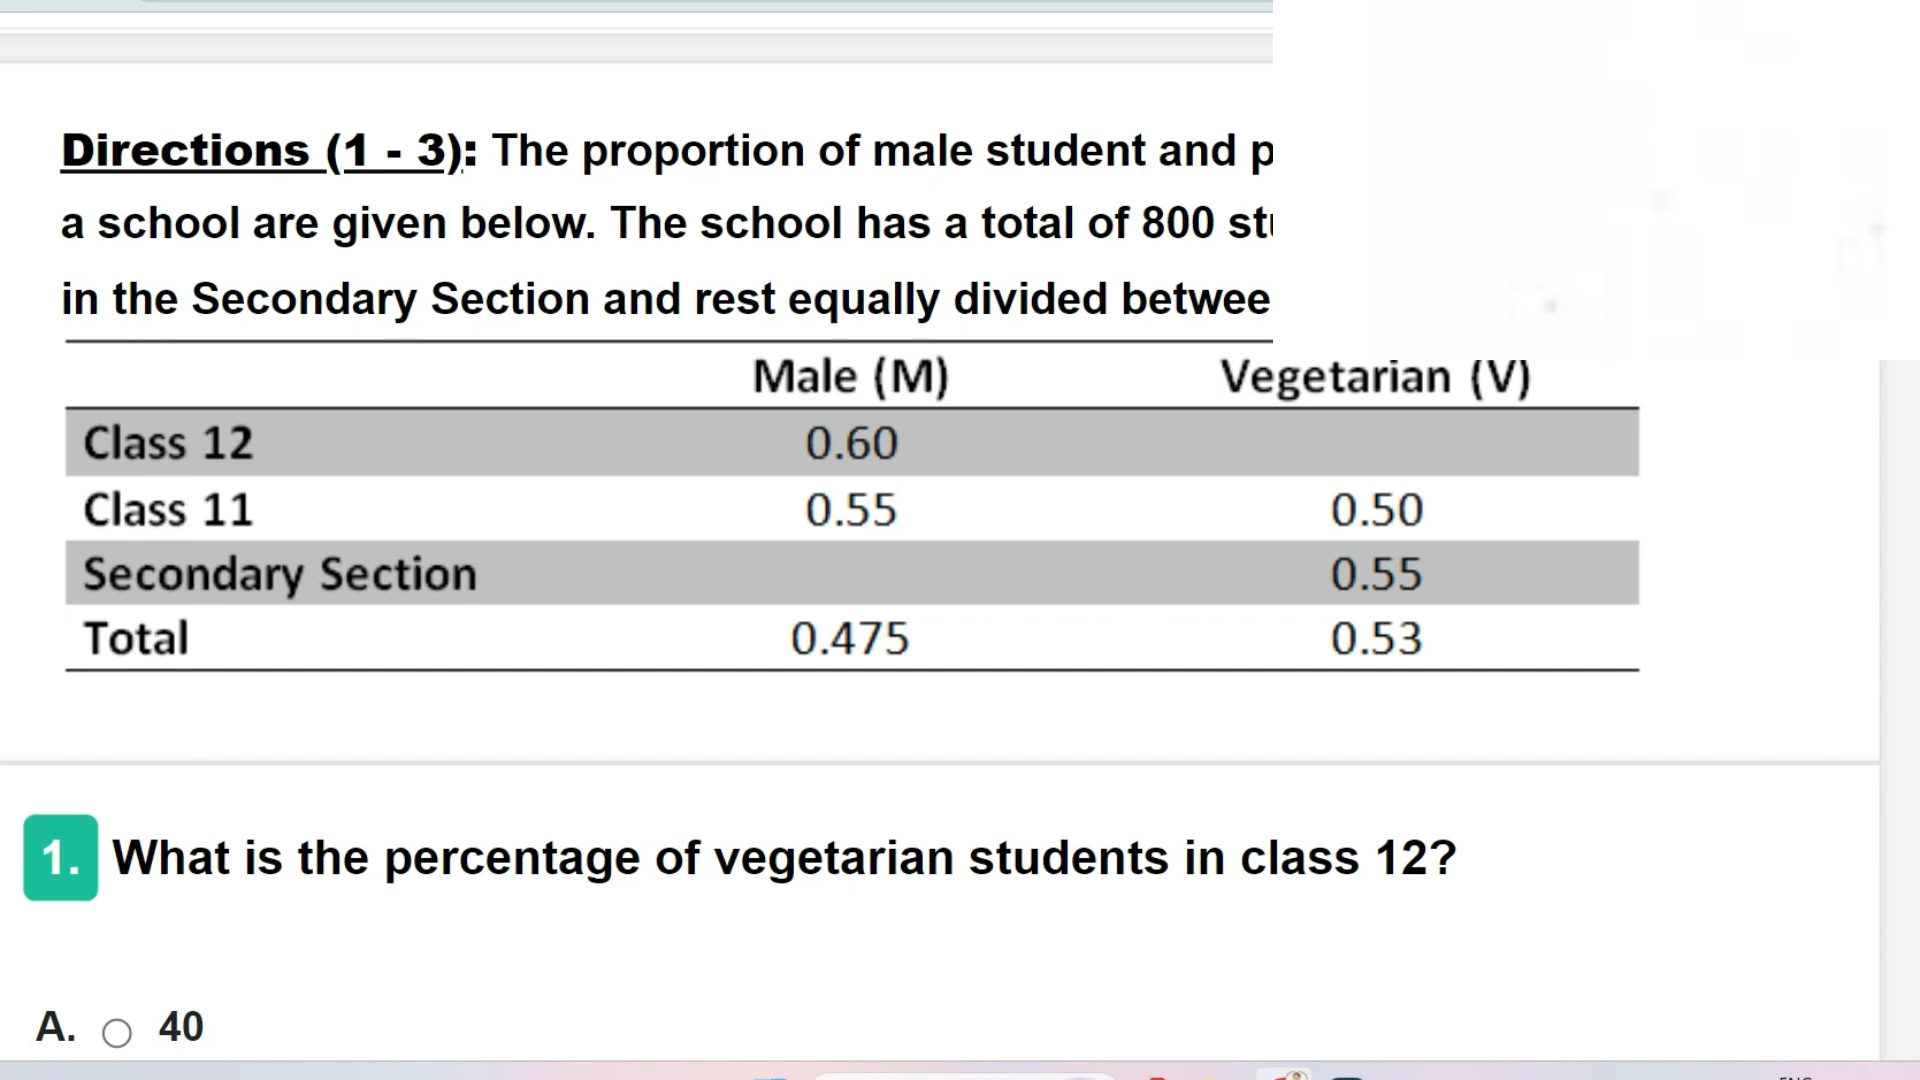 Directions (1 - 3): The proportion of male student and
a school are given below. The school has a total of 800
in the Secondary Section and rest equally divided
Male (M) Vegetarian (V)
Class 12 0.60
Class 11 0.55 0.50
Secondary Section 0.55
Total 0.475 0.53
1. What is the percentage of vegetarian students in class 12?
A. 40